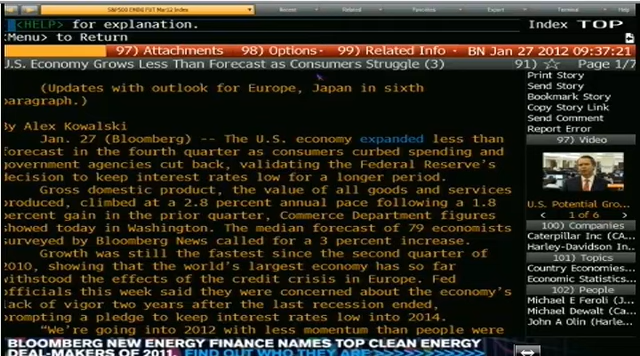 S&P500 EMINI FUT Mar12 Index
<HELP> for explanation.
Index TOP
<Menu> to Return
97) Attachments 98) Options 99) Related Info BN Jan 27 2012 09:37:21
U.S. Economy Grows Less Than Forecast as Consumers Struggle (3) 91) Page 1/7
(Updates with outlook for Europe, Japan in sixth
paragraph.)
By Alex Kowalski
Jan. 27 (Bloomberg) -- The U.S. economy expanded less than
forecast in the fourth quarter as consumers curbed spending and
government agencies cut back, validating the Federal Reserve's
decision to keep interest rates low for a longer period.
Gross domestic product, the value of all goods and services
produced, climbed at a 2.8 percent annual pace following a 1.8
percent gain in the prior quarter, Commerce Department figures
showed today in Washington. The median forecast of 79 economists
surveyed by Bloomberg News called for a 3 percent increase.
Growth was still the fastest since the second quarter of
2010, showing that the world's largest economy has so far
withstood the effects of the credit crisis in Europe. Fed
officials this week said they were concerned about the economy's
lack of vigor two years after the last recession ended,
prompting a pledge to keep interest rates low into 2014.
"We're going into 2012 with less momentum than people were
Print Story
Send Story
Bookmark Story
Copy Story Link
Send Comment
Report Error
97) Video
U.S. Potential Gro...
< 1 of 6 >
100) Companies
Caterpillar Inc (CA...
Harley-Davidson In...
101) Topics
Country Economies...
Economic Statistics...
102) People
Michael E Feroli (J...
Michael Dewalt (Ca...
John A Olin (Harle...
BLOOMBERG NEW ENERGY FINANCE NAMES TOP CLEAN ENERGY
DEAL-MAKERS OF 2011. FIND OUT WHO THEY ARE >>>>>>>>>>